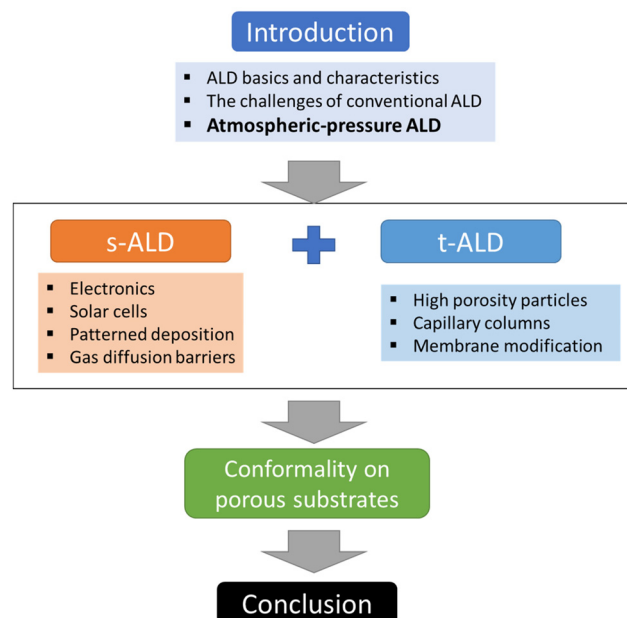 Introduction
▪ ALD basics and characteristics
▪ The challenges of conventional ALD
▪ Atmospheric-pressure ALD
s-ALD
▪ Electronics
▪ Solar cells
▪ Patterned deposition
▪ Gas diffusion barriers
t-ALD
▪ High porosity particles
▪ Capillary columns
▪ Membrane modification
Conformality on
porous substrates
Conclusion